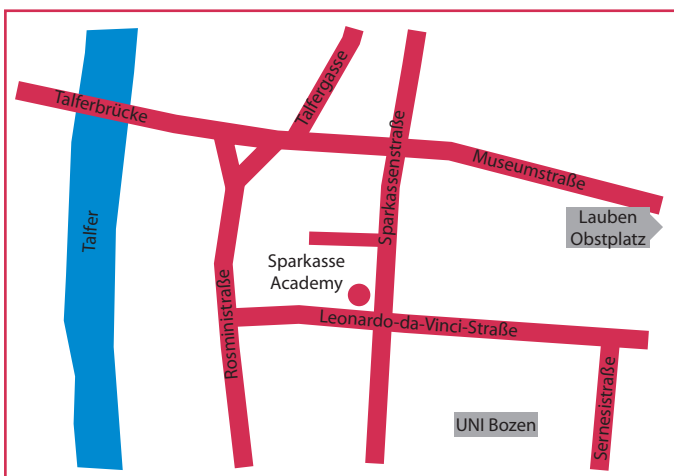 Talferbrücke
Talfergasse
Sparkassenstraße
Museumstraße
Talfer
Lauben
Obstplatz
Sparkasse
Academy
Rosministraße
Leonardo-da-Vinci-Straße
Sernesistraße
UNI Bozen